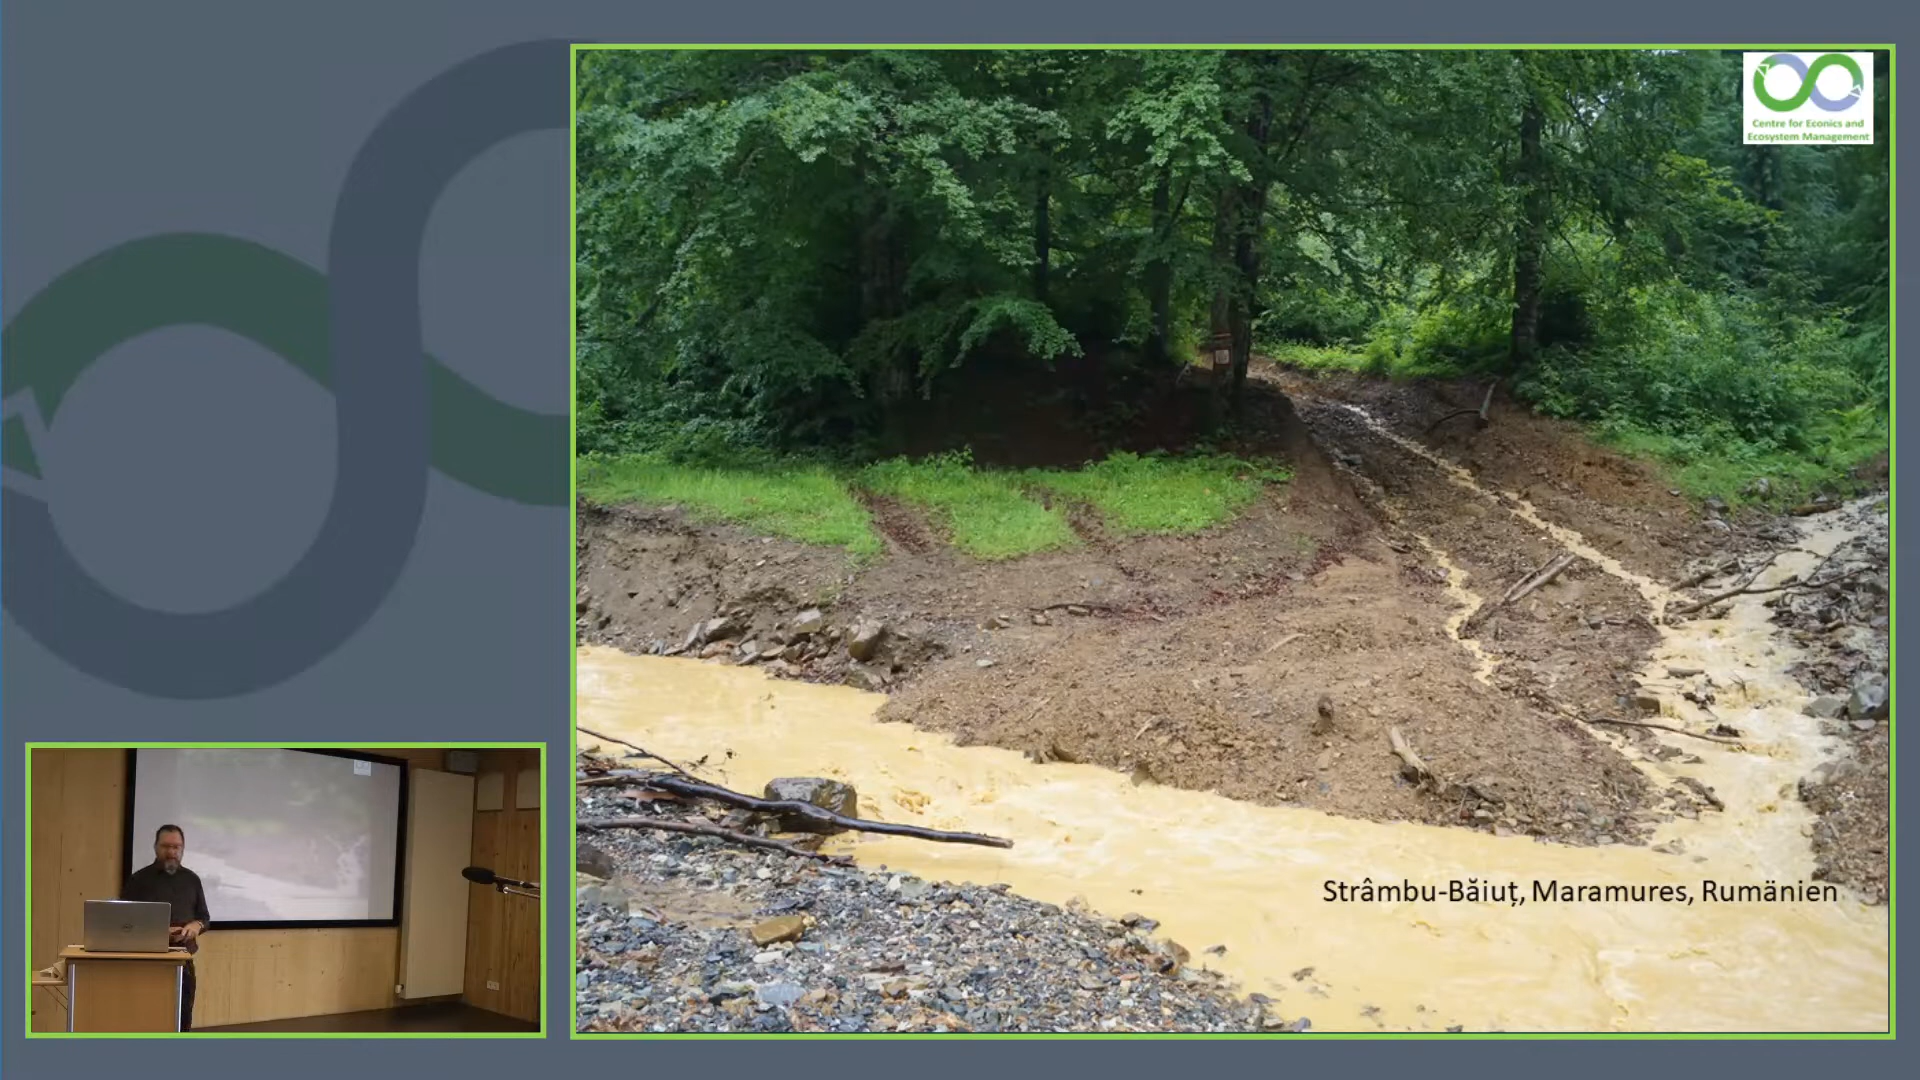 Centre for Econics and
Ecosystem Management
Strâmbu-Băiuț, Maramures, Rumänien